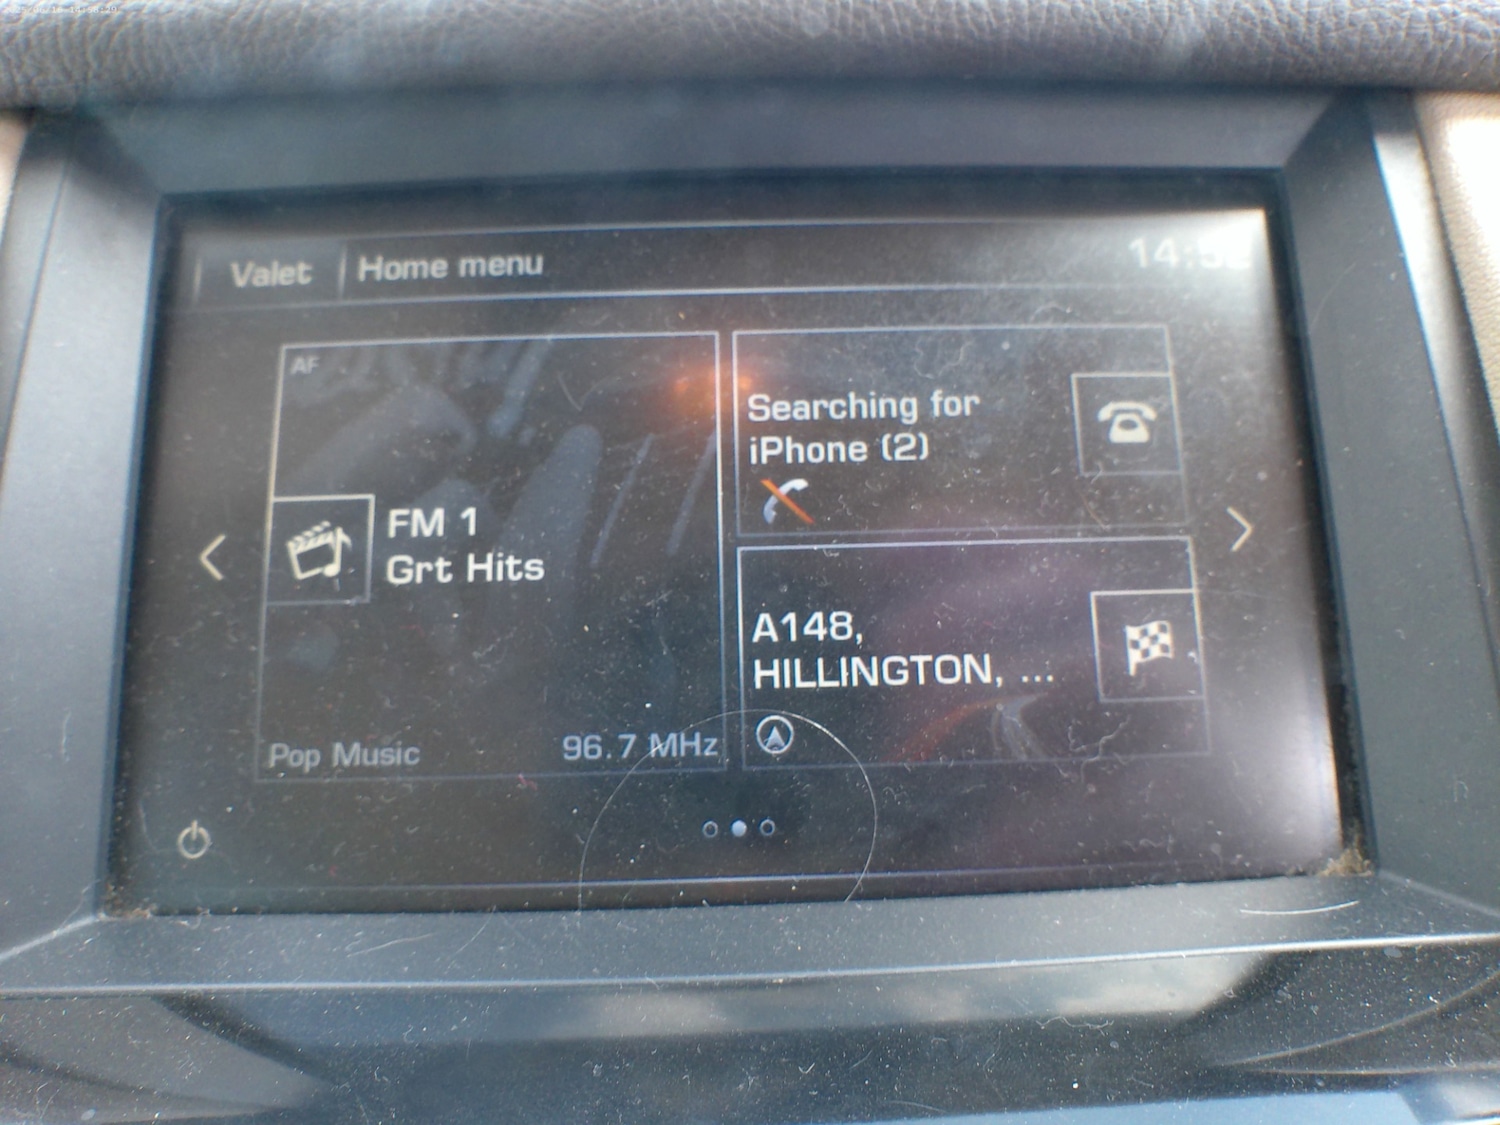 Valet
Home menu
AF
FM 1
Grt Hits
Pop Music
96.7 MHz
Searching for
iPhone (2)
A148,
HILLINGTON, ...